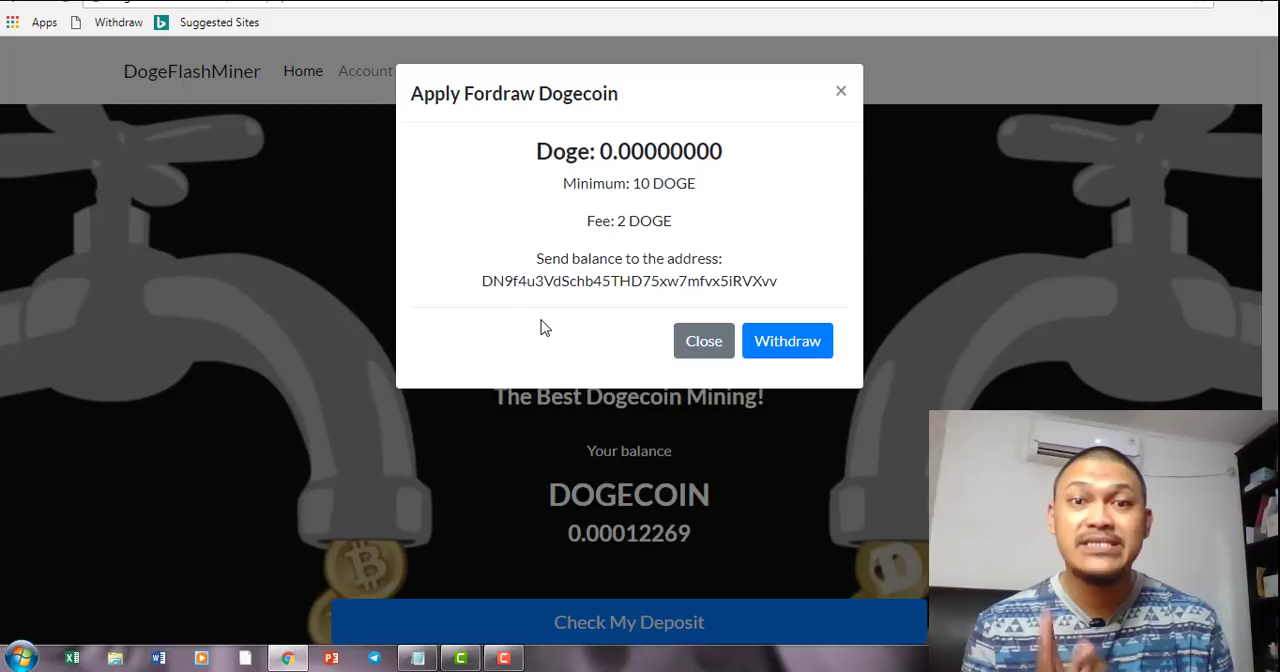 Apps Withdraw Suggested Sites
DogeFlashMiner Home Account
Apply Fordraw Dogecoin ×
Doge: 0.00000000
Minimum: 10 DOGE
Fee: 2 DOGE
Send balance to the address:
DN9f4u3VdSchb45THD75xw7mfvx5iRVXvv
Close Withdraw
The Best Dogecoin Mining!
Your balance
DOGECOIN
0.00012269
Check My Deposit